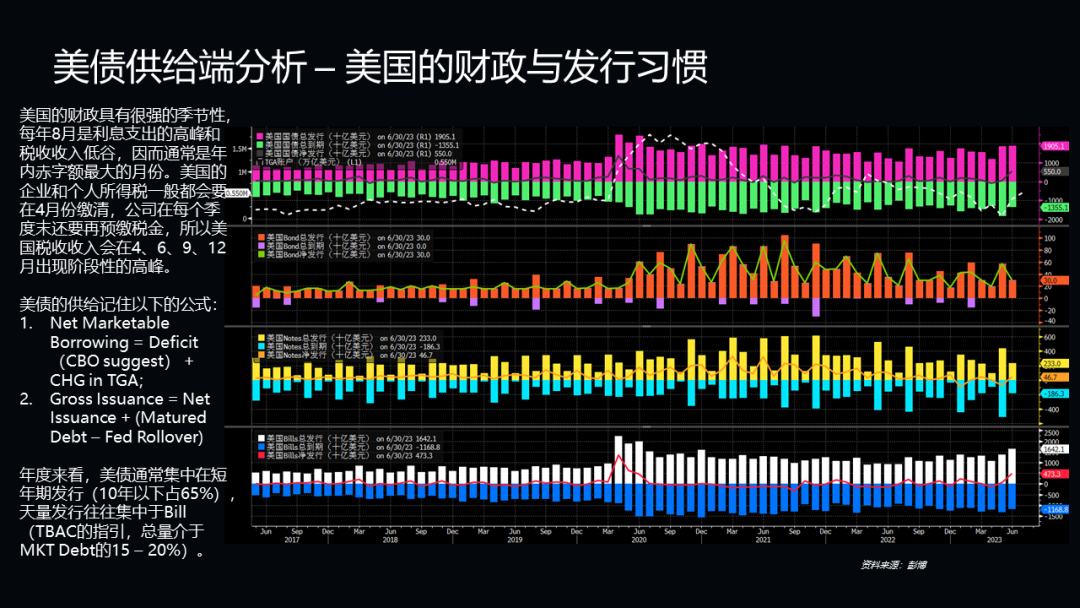 美债供给端分析 – 美国的财政与发行习惯
美国的财政具有很强的季节性，
每年8月是利息支出的高峰和
税收收入低谷，因而通常是年
内赤字额最大的月份。美国的
企业和个人所得税一般都会要
在4月份缴清，公司在每个季
度末还要再预缴税金，所以美
国税收收入会在4、6、9、12
月出现阶段性的高峰。
美债的供给记住以下的公式：
1. Net Marketable
Borrowing = Deficit
（CBO suggest） +
CHG in TGA;
2. Gross Issuance = Net
Issuance + (Matured
Debt – Fed Rollover)
年度来看，美债通常集中在短
年期发行（10年以下占65%），
天量发行往往集中于Bill
（TBAC的指引，总量介于
MKT Debt的15 – 20%）。
美国国债总发行（十亿美元） on 6/30/23 (R1) 1905.1
美国国债总到期（十亿美元） on 6/30/23 (R1) -1355.1
美国国债净发行（十亿美元） on 6/30/23 (R1) 550.0
TGA账户（万亿美元） (L1) 0.550M
1.5M
1M
0.550M
0
1905.1
1000
550.0
0
-1000
-1355.1
-2000
美国Bond总发行（十亿美元） on 6/30/23 30.0
美国Bond总到期（十亿美元） on 6/30/23 0.0
美国Bond净发行（十亿美元） on 6/30/23 30.0
100
80
60
40
30.0
20
0
-20
-40
美国Notes总发行（十亿美元） on 6/30/23 233.0
美国Notes总到期（十亿美元） on 6/30/23 -186.3
美国Notes净发行（十亿美元） on 6/30/23 46.7
600
400
233.0
46.7
-186.3
-400
美国Bills总发行（十亿美元） on 6/30/23 1642.1
美国Bills总到期（十亿美元） on 6/30/23 -1168.8
美国Bills净发行（十亿美元） on 6/30/23 473.3
2500
2000
1642.1
1000
473.3
0
-500
-1168.8
-1500
Jun Sep Dec Mar Jun Sep Dec Mar Jun Sep Dec Mar Jun Sep Dec Mar Jun Sep Dec Mar Jun Sep Dec Mar Jun
2017 2018 2019 2020 2021 2022 2023
资料来源：彭博